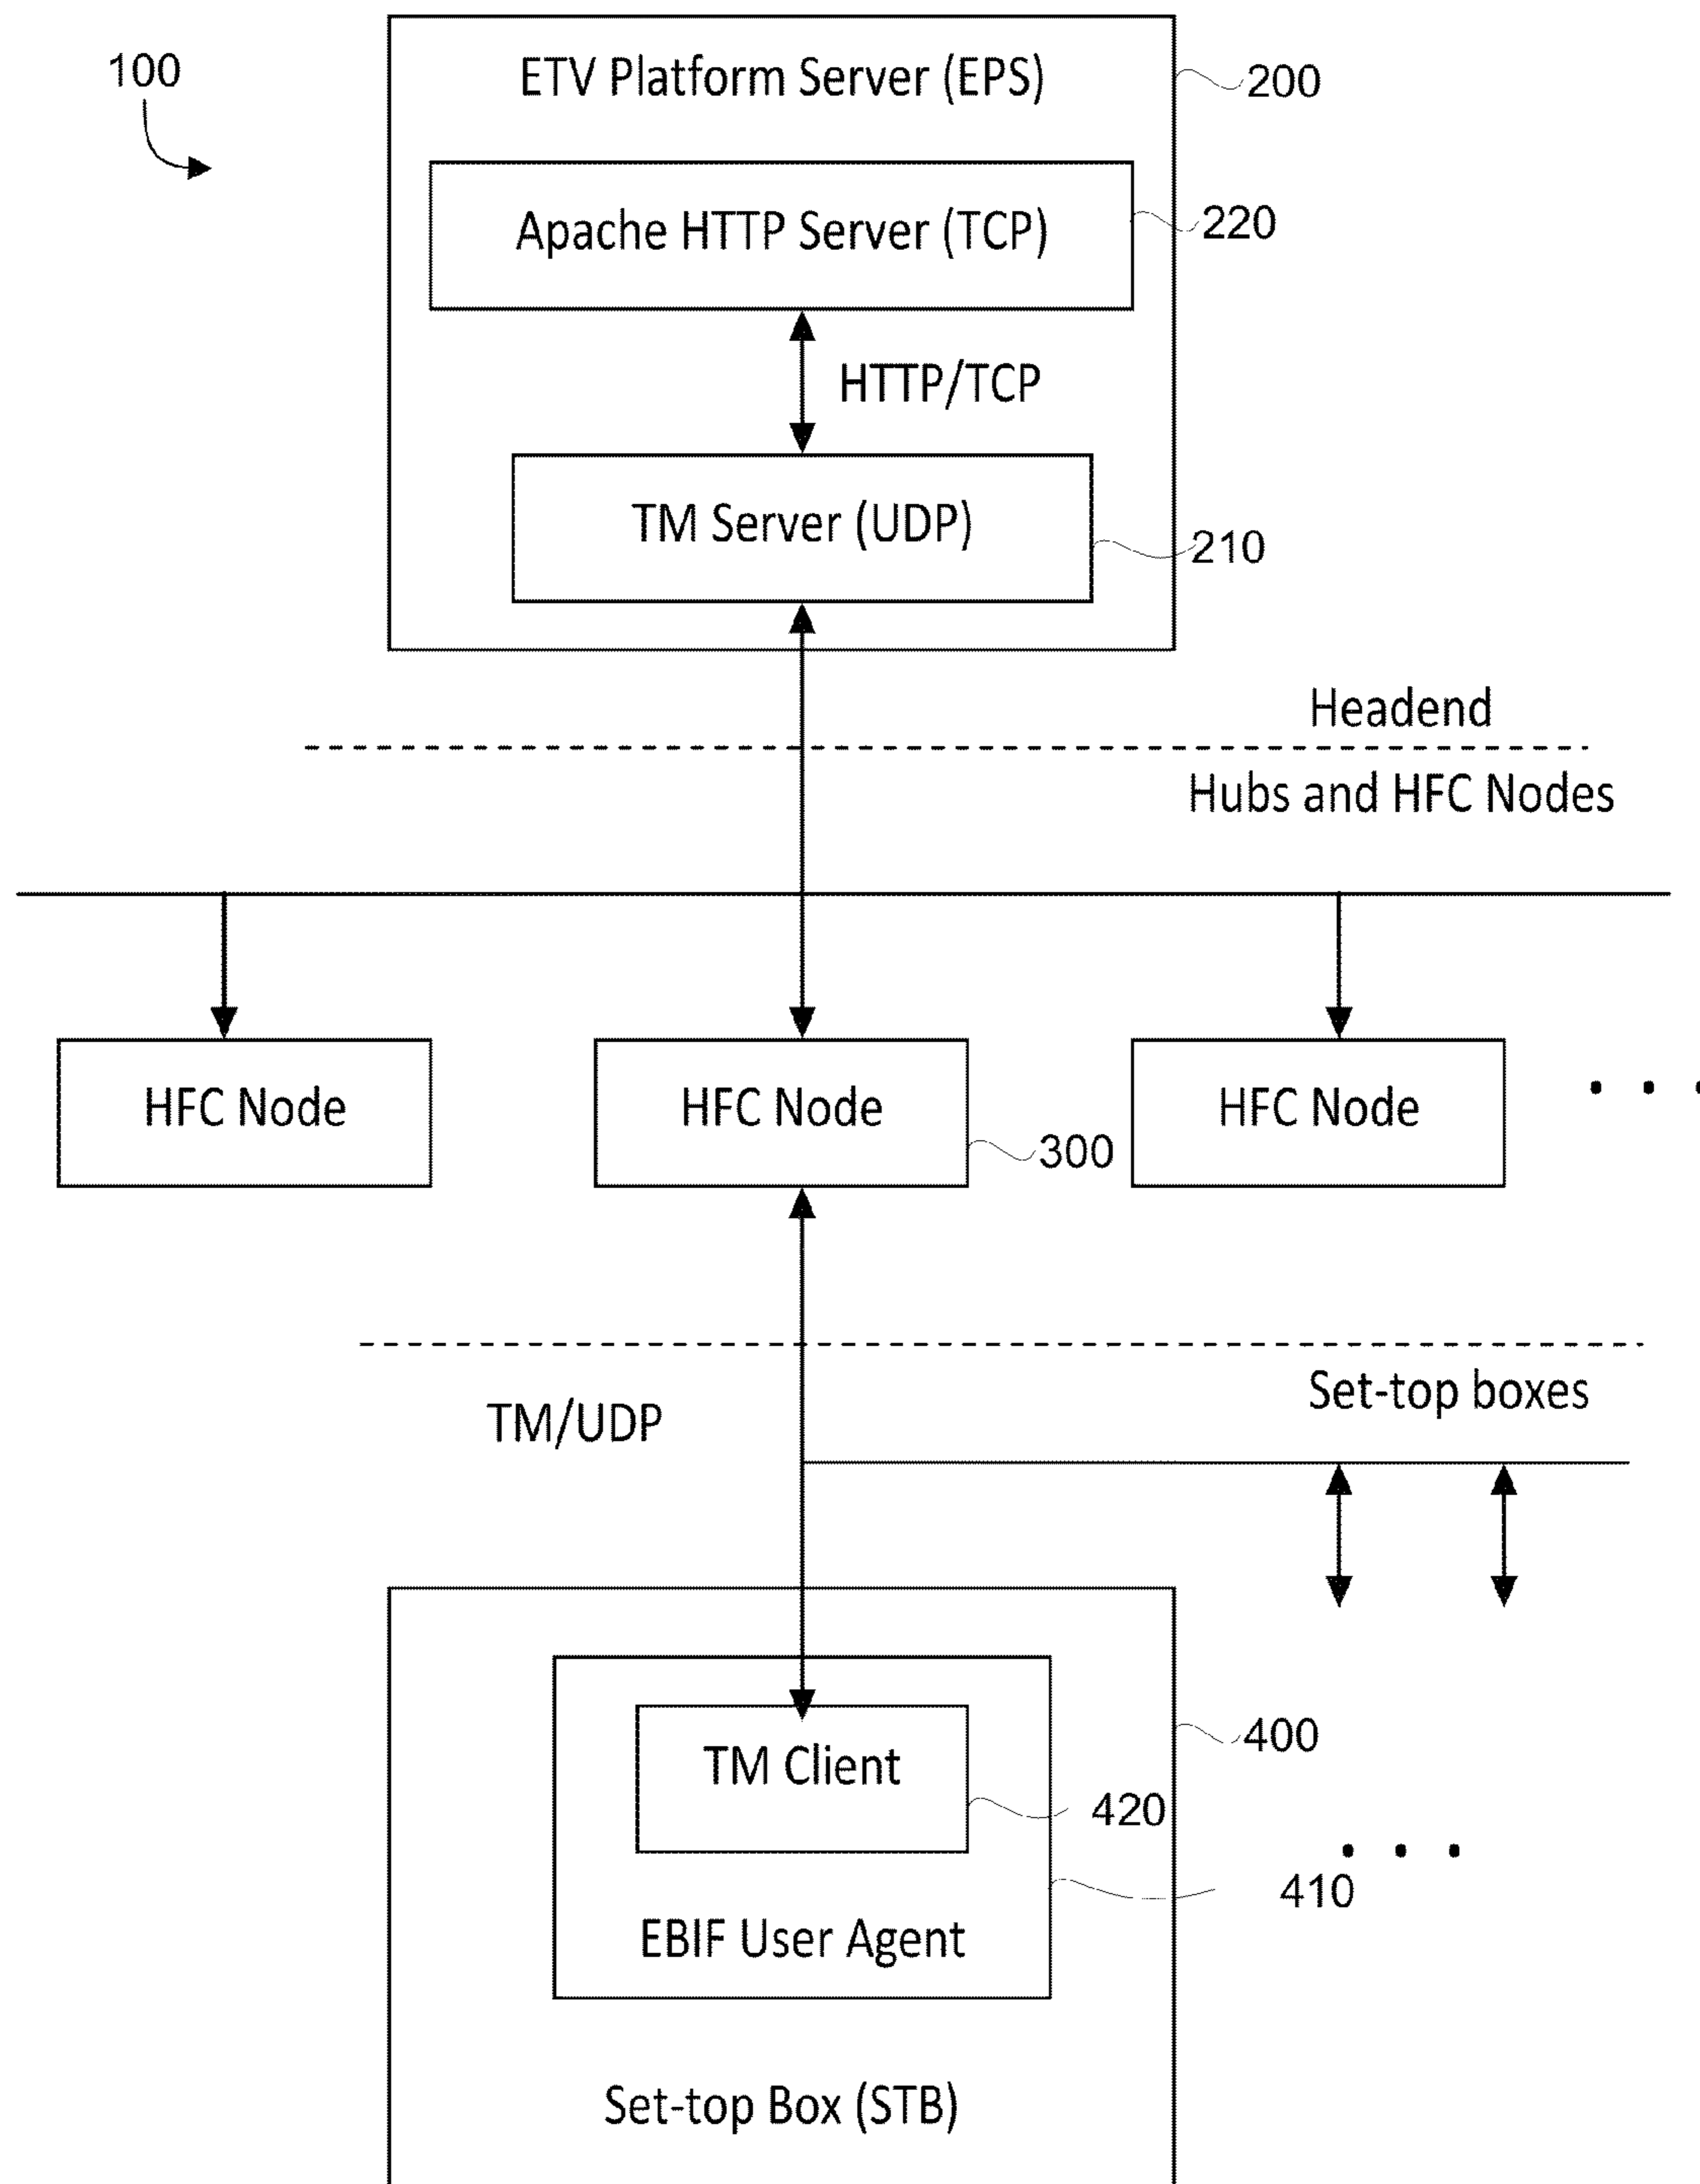 100
ETV Platform Server (EPS)
200
Apache HTTP Server (TCP)
220
HTTP/TCP
TM Server (UDP)
210
Headend
Hubs and HFC Nodes
HFC Node
HFC Node
HFC Node
300
Set-top boxes
TM/UDP
400
TM Client
420
410
EBIF User Agent
Set-top Box (STB)